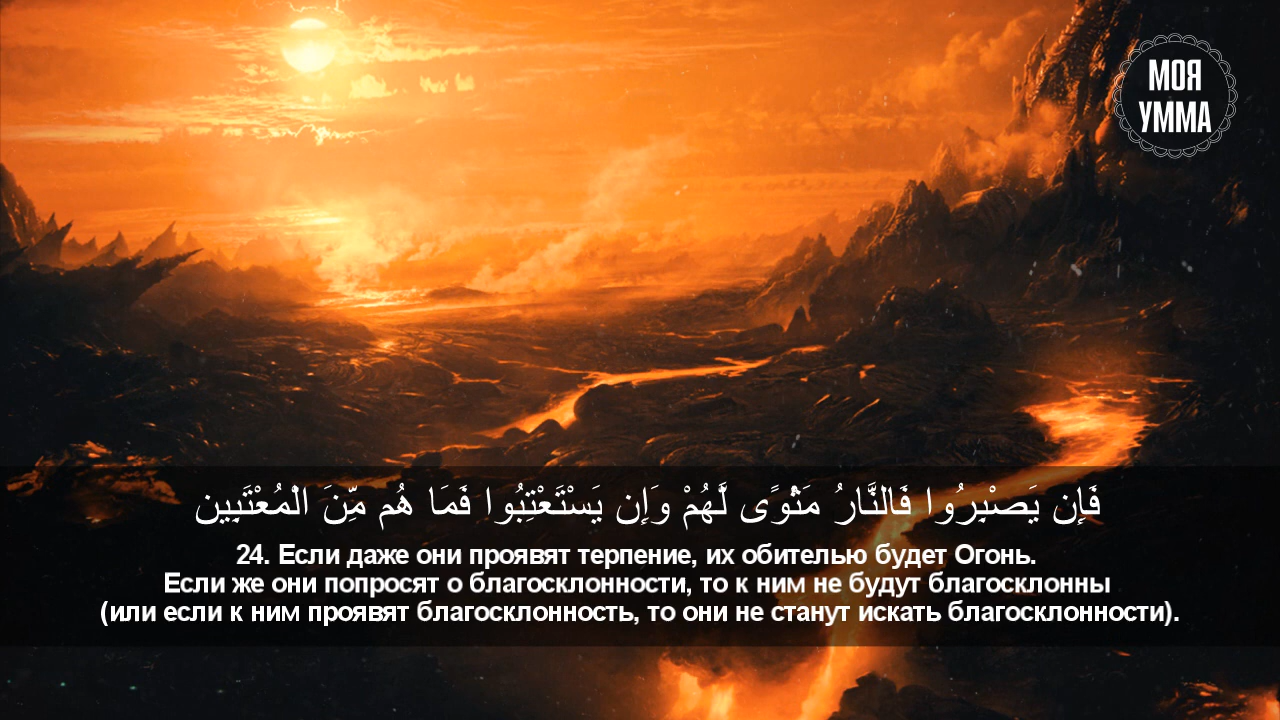 МОЯ
УММА
فَإِن يَصْبِرُوا فَالنَّارُ مَثْوًى لَّهُمْ وَإِن يَسْتَعْتِبُوا فَمَا هُم مِّنَ الْمُعْتَبِين
24. Если даже они проявят терпение, их обителью будет Огонь.
Если же они попросят о благосклонности, то к ним не будут благосклонны
(или если к ним проявят благосклонность, то они не станут искать благосклонности).